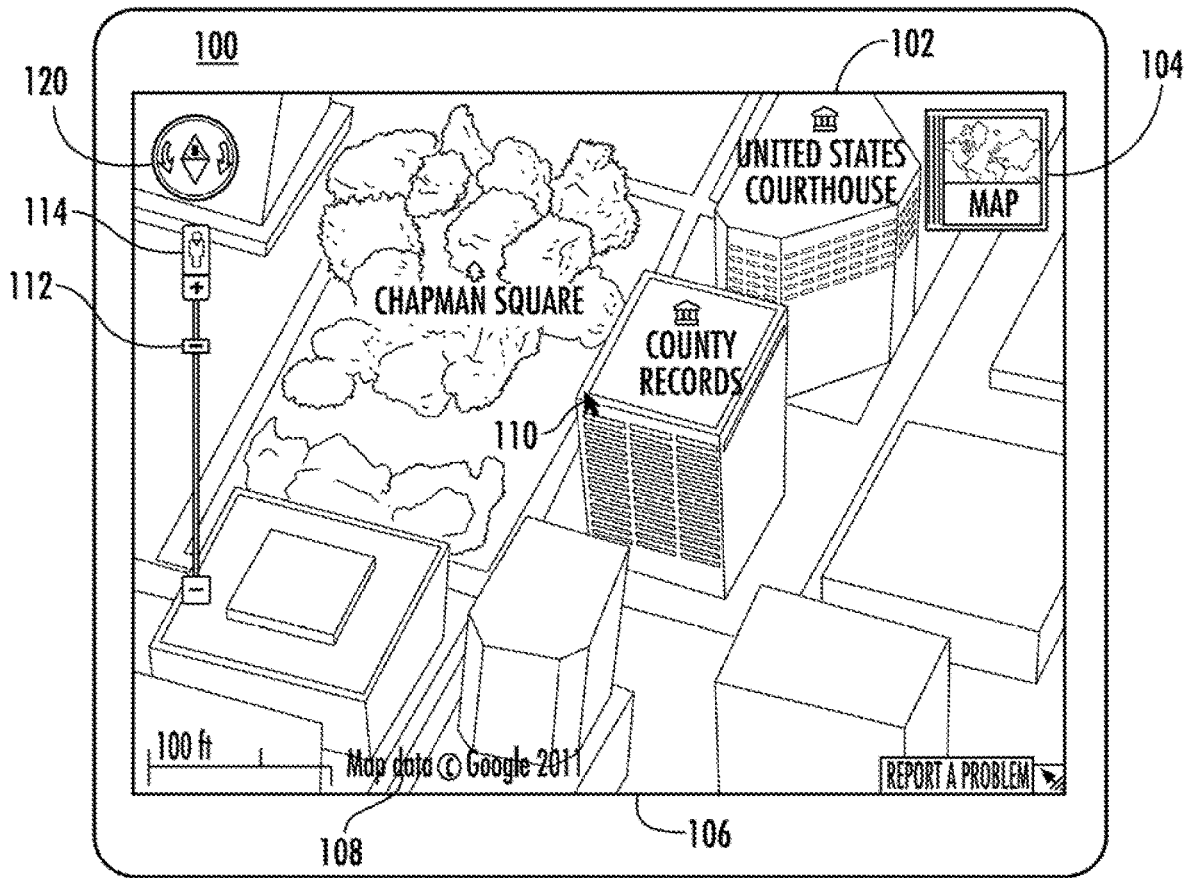 100
102
104
120
UNITED STATES
COURTHOUSE
MAP
114
+
112
CHAPMAN SQUARE
COUNTY
RECORDS
110
100 ft
Map data © Google 2011
REPORT A PROBLEM
108
106